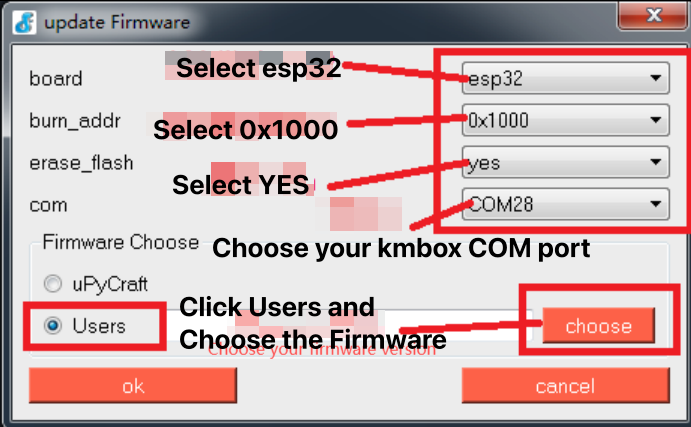 update Firmware
board
Select esp32
esp32
burn_addr
Select 0x1000
0x1000
erase_flash
Select YES
yes
com
COM28
Firmware Choose
Choose your kmbox COM port
uPyCraft
Users
Click Users and
Choose the Firmware
choose
Choose your firmware version
ok
cancel